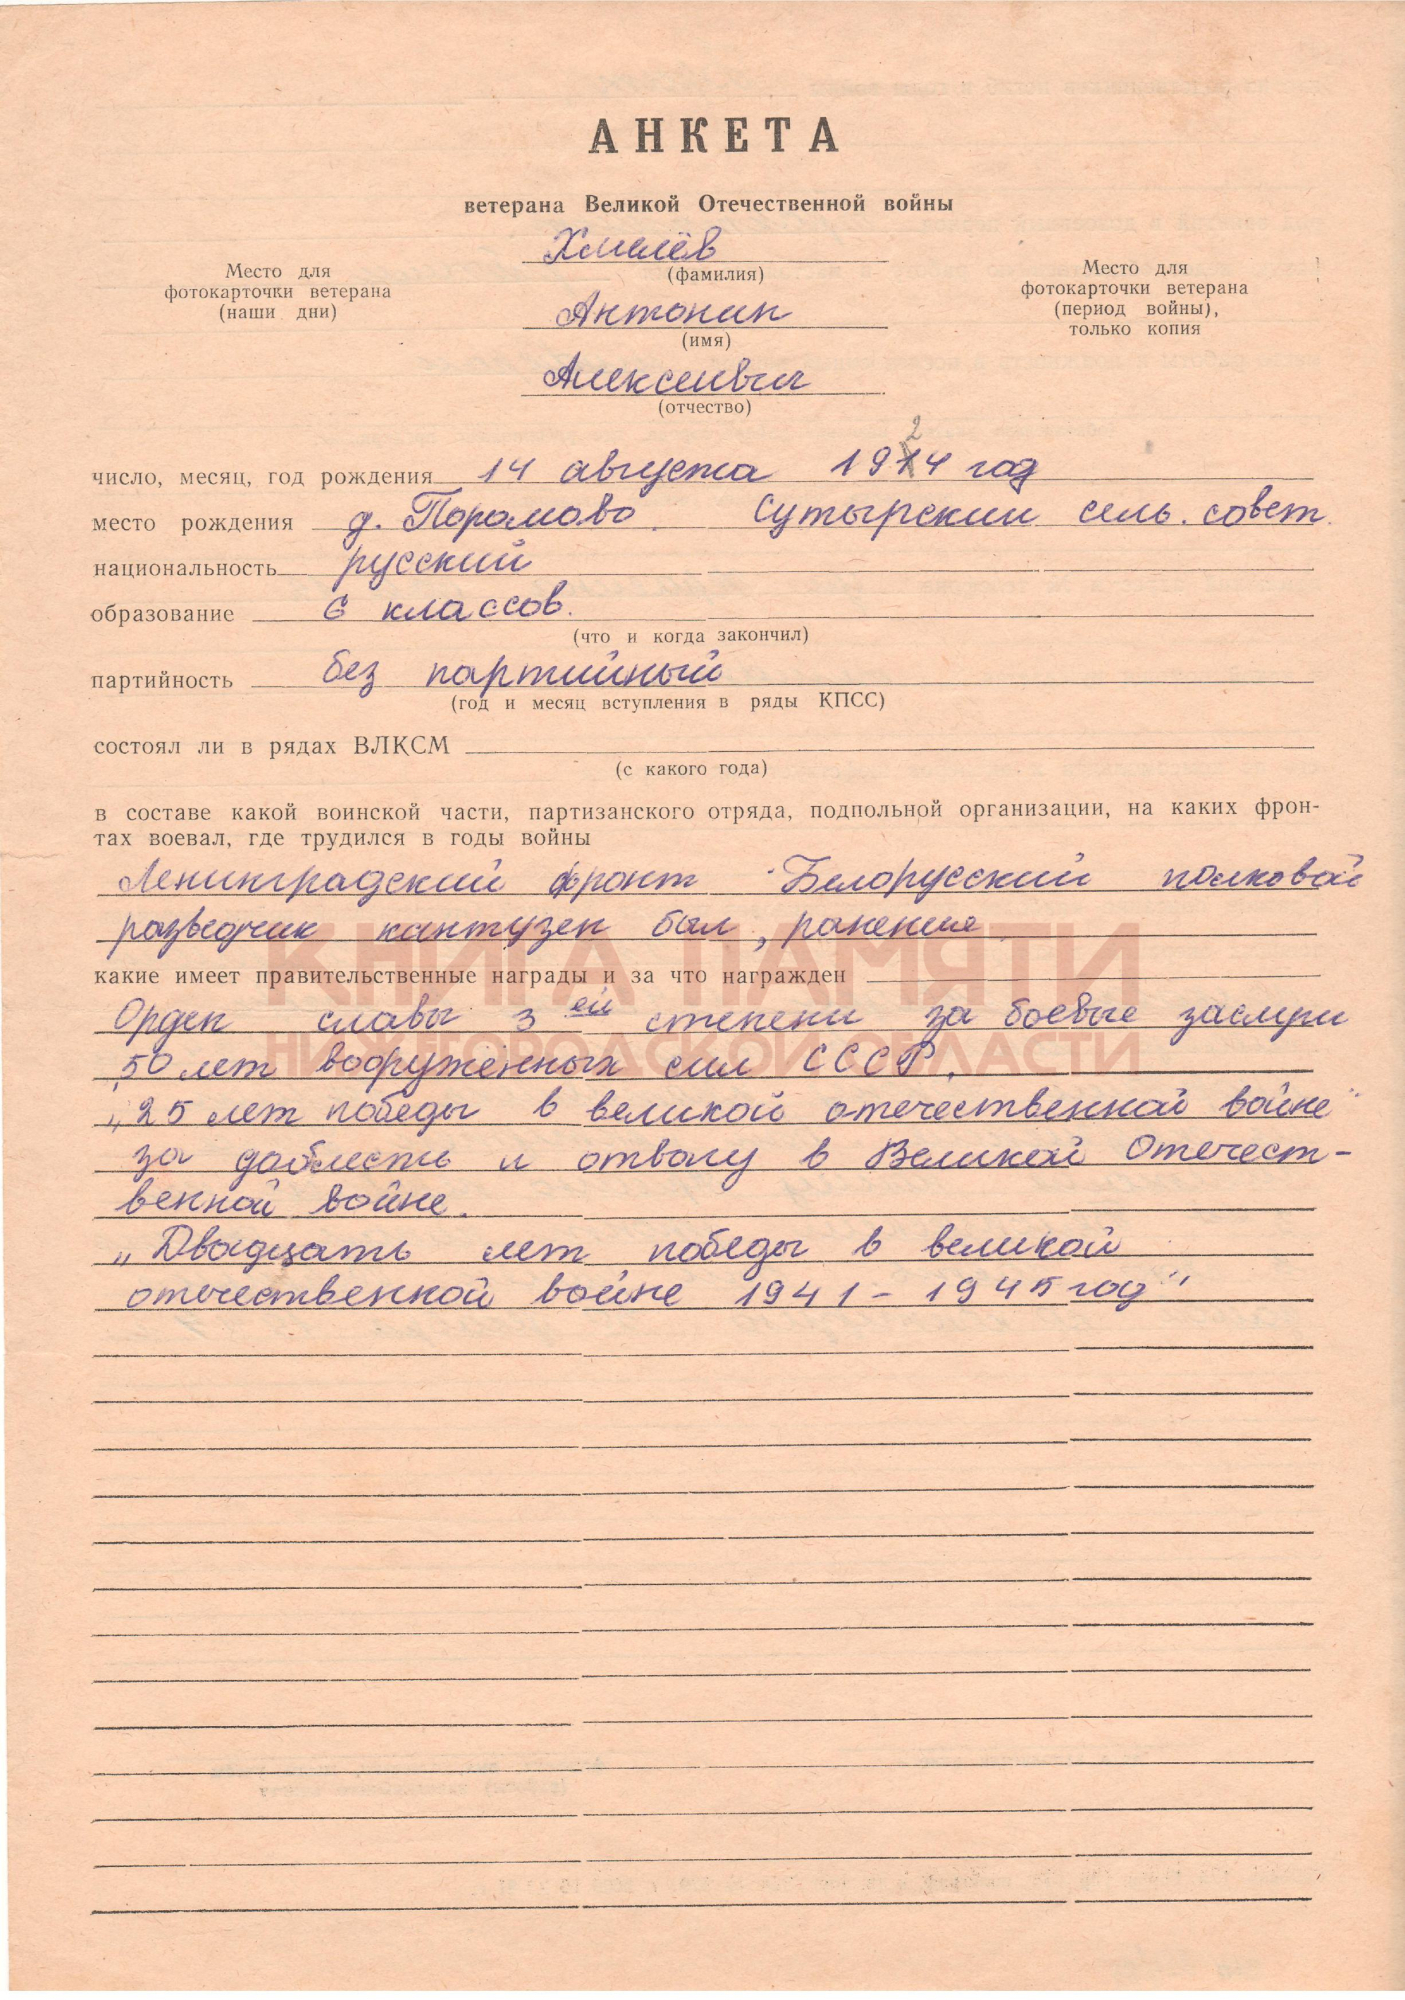 АНКЕТА
ветерана Великой Отечественной войны
Хмелёв
(фамилия)
Место для
фотокарточки ветерана
(наши дни)
Место для
фотокарточки ветерана
(период войны),
только копия
Антонин
(имя)
Алексеивич
(отчество)
2
число, месяц, год рождения 14 августа 1914 год
место рождения д. Поромово Сутырский сель. совет.
национальность русский
образование 6 классов.
(что и когда закончил)
партийность без партийный
(год и месяц вступления в ряды КПСС)
состоял ли в рядах ВЛКСМ
(с какого года)
в составе какой воинской части, партизанского отряда, подпольной организации, на каких фрон-
тах воевал, где трудился в годы войны
Ленинградский фронт Белорусский полковой
разведчик кантузен был, ранение
КНИГА ПАМЯТИ
какие имеет правительственные награды и за что награжден
Орден славы 3 ей степени за боевые заслуги
НИЖЕГОРОДСКОЙ ОБЛАСТИ
50 лет вооруженных сил СССР.
„25 лет победы в великой отечественной войне"
за доблесть и отвагу в Великой Отечест-
венной войне.
„Двадцать лет победы в великой
отечественной войне 1941 - 1945 год"